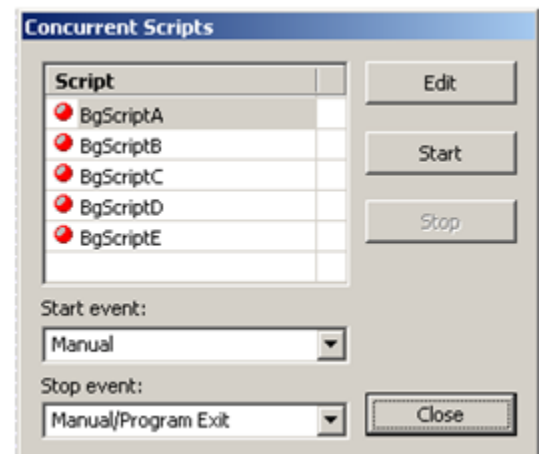 Concurrent Scripts
Script
BgScriptA
BgScriptB
BgScriptC
BgScriptD
BgScriptE
Edit
Start
Stop
Start event:
Manual
Stop event:
Manual/Program Exit
Close